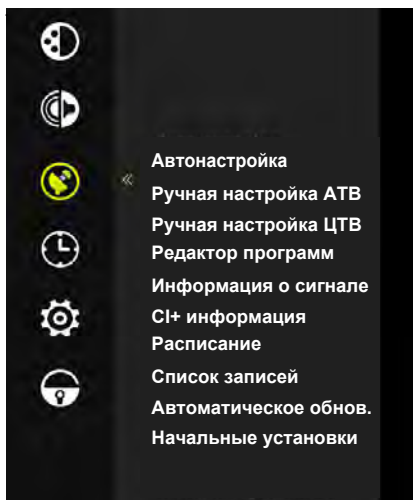 Автонастройка
Ручная настройка АТВ
Ручная настройка ЦТВ
Редактор программ
Информация о сигнале
CI+ информация
Расписание
Список записей
Автоматическое обнов.
Начальные установки